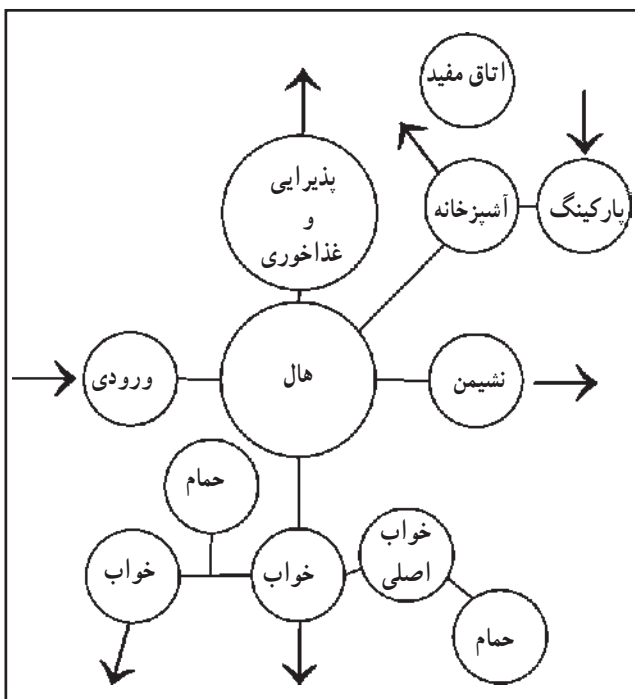 اتاق مفید
پذیرایی
و
غذاخوری
آشپزخانه
پارکینگ
ورودی
هال
نشیمن
حمام
خواب
خواب
خواب
اصلی
حمام